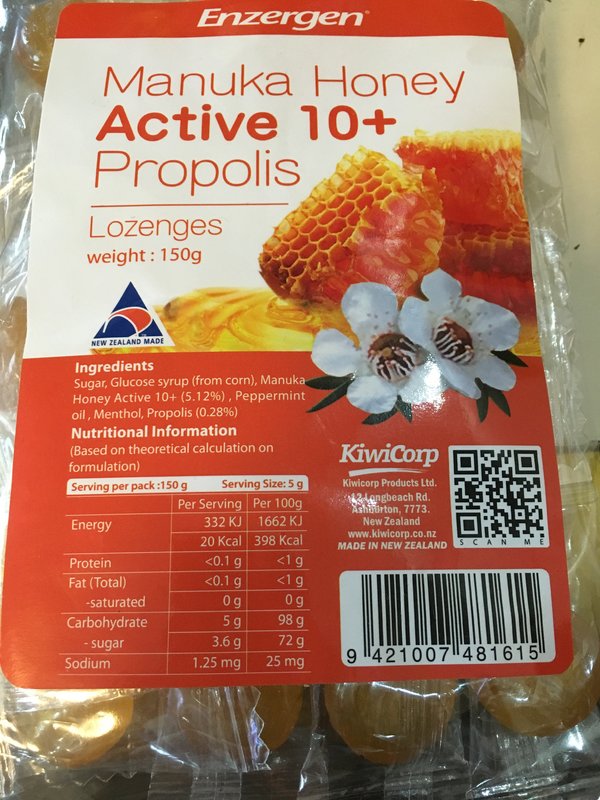 Enzergen®
Manuka Honey
Active 10+
Propolis
Lozenges
weight : 150g
NEW ZEALAND MADE
Ingredients
Sugar, Glucose syrup (from corn), Manuka
Honey Active 10+ (5.12%) , Peppermint
oil , Menthol, Propolis (0.28%)
Nutritional Information
(Based on theoretical calculation on
formulation)
Serving per pack :150 g Serving Size: 5 g
Per Serving Per 100g
Energy 332 KJ 1662 KJ
20 Kcal 398 Kcal
Protein <0.1 g <1 g
Fat (Total) <0.1 g <1 g
-saturated 0 g 0 g
Carbohydrate 5 g 98 g
- sugar 3.6 g 72 g
Sodium 1.25 mg 25 mg
KiwiCorp
Kiwicorp Products Ltd.
Longbeach Rd.
Ashburton, 7773.
New Zealand
www.kiwicorp.co.nz
MADE IN NEW ZEALAND
SCAN ME
9 421007 481615